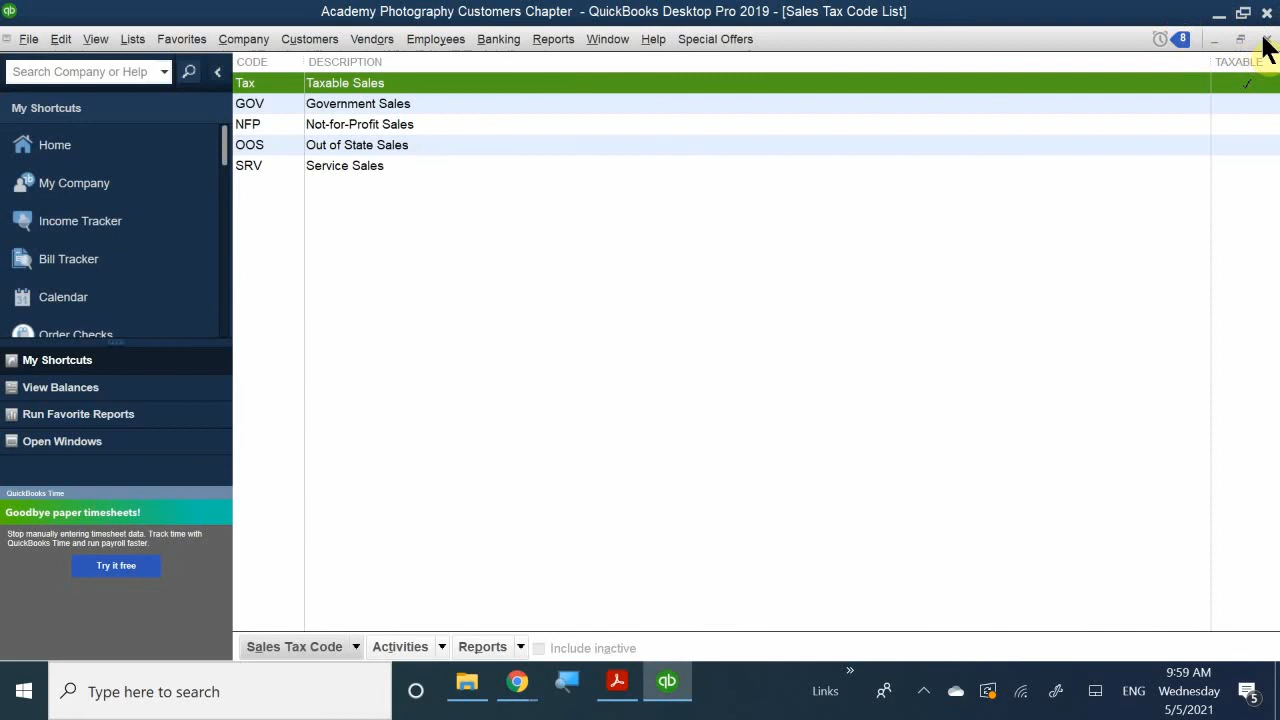 Academy Photography Customers Chapter - QuickBooks Desktop Pro 2019 - [Sales Tax Code List]
File Edit View Lists Favorites Company Customers Vendors Employees Banking Reports Window Help Special Offers 8
Search Company or Help
CODE DESCRIPTION TAXABLE
Tax Taxable Sales ✓
GOV Government Sales
NFP Not-for-Profit Sales
OOS Out of State Sales
SRV Service Sales
My Shortcuts
Home
My Company
Income Tracker
Bill Tracker
Calendar
Order Checks
My Shortcuts
View Balances
Run Favorite Reports
Open Windows
QuickBooks Time
Goodbye paper timesheets!
Stop manually entering timesheet data. Track time with
QuickBooks Time and run payroll faster.
Try it free
Sales Tax Code Activities Reports Include inactive
Type here to search
qb
Links
ENG
9:59 AM
Wednesday
5/5/2021
5